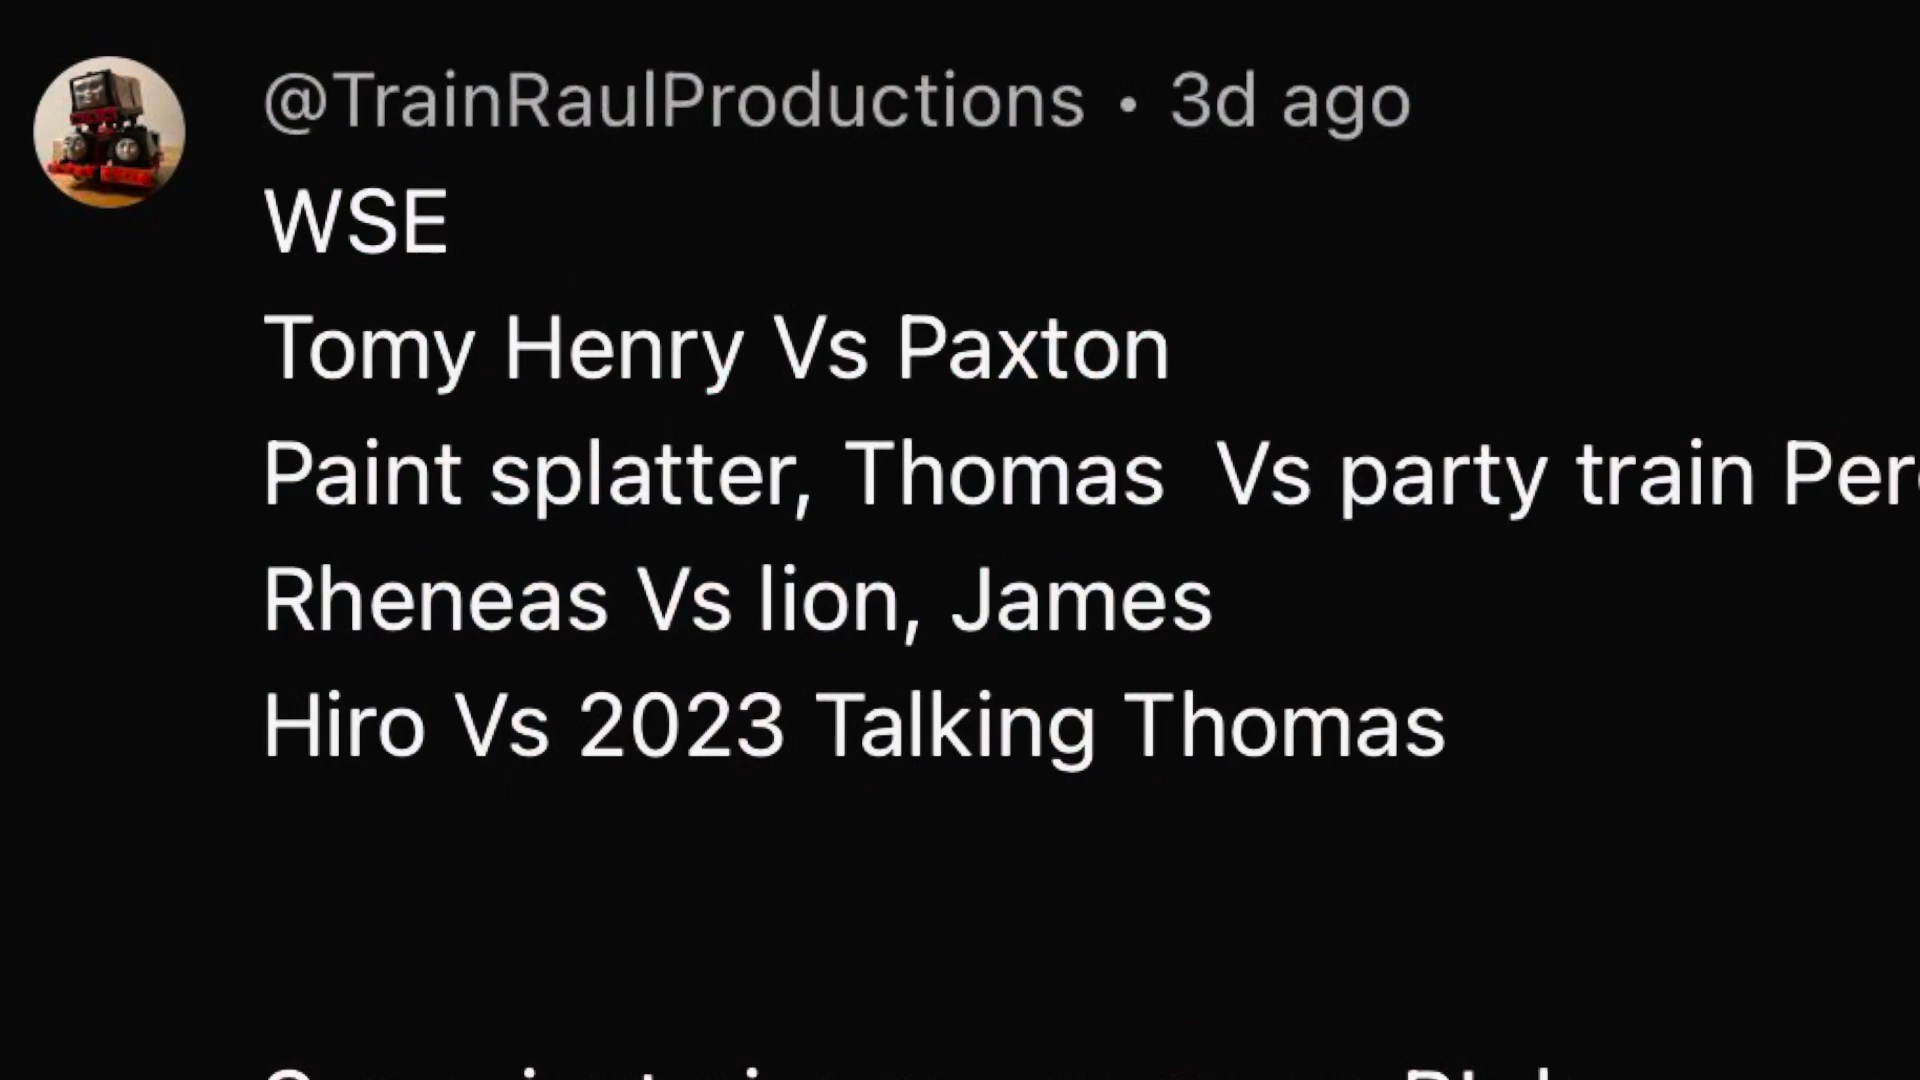 @TrainRaulProductions • 3d ago
WSE
Tomy Henry Vs Paxton
Paint splatter, Thomas  Vs party train
Rheneas Vs lion, James
Hiro Vs 2023 Talking Thomas